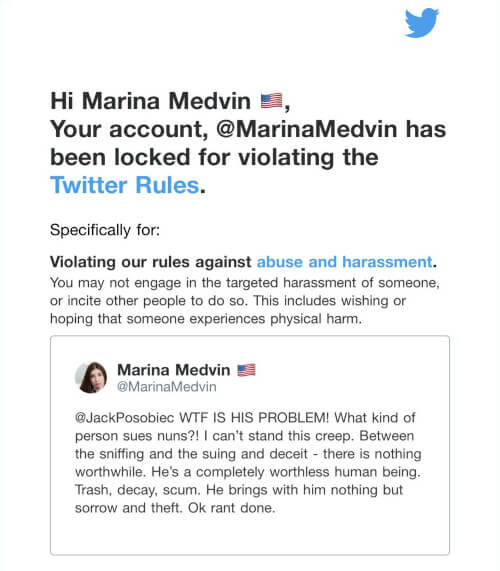 Hi Marina Medvin 🇺🇸,
Your account, @MarinaMedvin has
been locked for violating the
Twitter Rules.
Specifically for:
Violating our rules against abuse and harassment.
You may not engage in the targeted harassment of someone,
or incite other people to do so. This includes wishing or
hoping that someone experiences physical harm.
Marina Medvin 🇺🇸
@MarinaMedvin
@JackPosobiec WTF IS HIS PROBLEM! What kind of
person sues nuns?! I can't stand this creep. Between
the sniffing and the suing and deceit - there is nothing
worthwhile. He's a completely worthless human being.
Trash, decay, scum. He brings with him nothing but
sorrow and theft. Ok rant done.